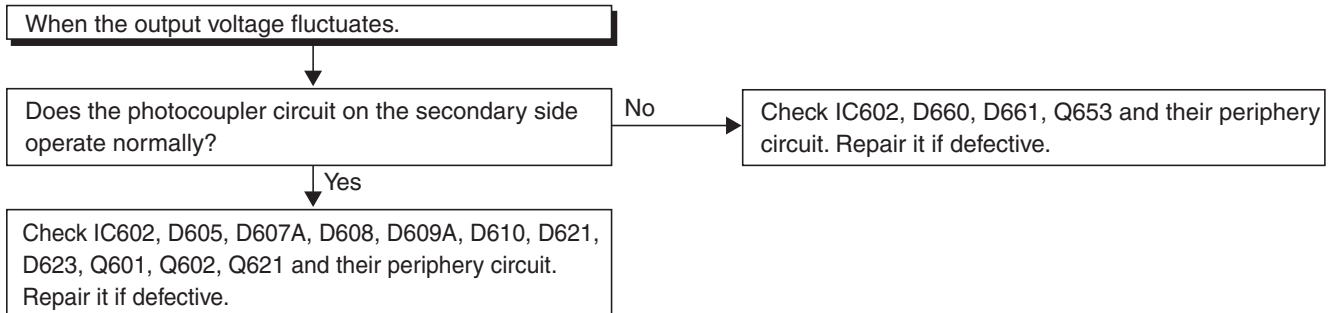 When the output voltage fluctuates.
Does the photocoupler circuit on the secondary side
operate normally?
No
Check IC602, D660, D661, Q653 and their periphery
circuit. Repair it if defective.
Yes
Check IC602, D605, D607A, D608, D609A, D610, D621,
D623, Q601, Q602, Q621 and their periphery circuit.
Repair it if defective.